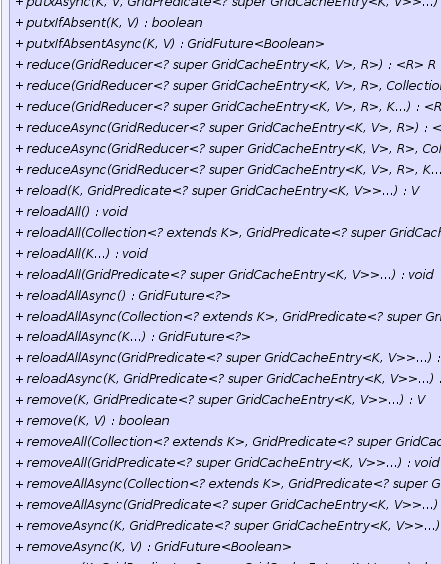 + putxAsync(K, V, GridPredicate<? super GridCacheEntry<K, V>>...)
+ putxIfAbsent(K, V) : boolean
+ putxIfAbsentAsync(K, V) : GridFuture<Boolean>
+ reduce(GridReducer<? super GridCacheEntry<K, V>, R>) : <R> R
+ reduce(GridReducer<? super GridCacheEntry<K, V>, R>, Collectio
+ reduce(GridReducer<? super GridCacheEntry<K, V>, R>, K...) : <R
+ reduceAsync(GridReducer<? super GridCacheEntry<K, V>, R>) : <
+ reduceAsync(GridReducer<? super GridCacheEntry<K, V>, R>, Col
+ reduceAsync(GridReducer<? super GridCacheEntry<K, V>, R>, K...
+ reload(K, GridPredicate<? super GridCacheEntry<K, V>>...) : V
+ reloadAll() : void
+ reloadAll(Collection<? extends K>, GridPredicate<? super GridCach
+ reloadAll(K...) : void
+ reloadAll(GridPredicate<? super GridCacheEntry<K, V>>...) : void
+ reloadAllAsync() : GridFuture<?>
+ reloadAllAsync(Collection<? extends K>, GridPredicate<? super Gri
+ reloadAllAsync(K...) : GridFuture<?>
+ reloadAllAsync(GridPredicate<? super GridCacheEntry<K, V>>...) :
+ reloadAsync(K, GridPredicate<? super GridCacheEntry<K, V>>...) :
+ remove(K, GridPredicate<? super GridCacheEntry<K, V>>...) : V
+ remove(K, V) : boolean
+ removeAll(Collection<? extends K>, GridPredicate<? super GridCac
+ removeAll(GridPredicate<? super GridCacheEntry<K, V>>...) : void
+ removeAllAsync(Collection<? extends K>, GridPredicate<? super G
+ removeAllAsync(GridPredicate<? super GridCacheEntry<K, V>>...)
+ removeAsync(K, GridPredicate<? super GridCacheEntry<K, V>>...)
+ removeAsync(K, V) : GridFuture<Boolean>